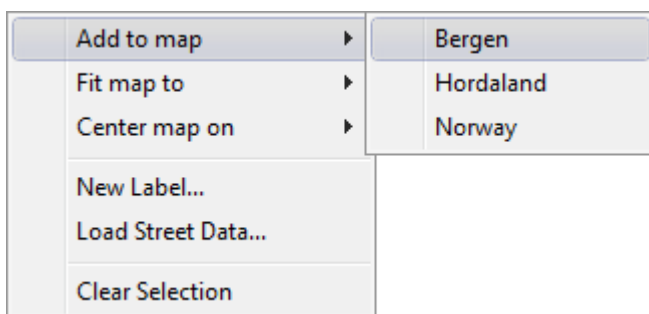 Add to map
Fit map to
Center map on
New Label...
Load Street Data...
Clear Selection
Bergen
Hordaland
Norway